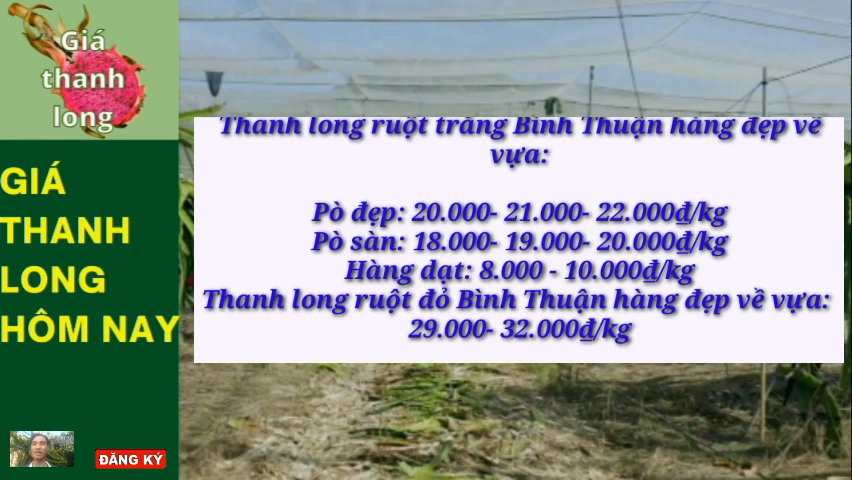 Giá
thanh
long
GIÁ
THANH
LONG
HÔM NAY
ĐĂNG KÝ
Thanh long ruột trắng Bình Thuận hàng đẹp về
vựa:
Pò đẹp: 20.000- 21.000- 22.000₫/kg
Pò sàn: 18.000- 19.000- 20.000₫/kg
Hàng dạt: 8.000 - 10.000₫/kg
Thanh long ruột đỏ Bình Thuận hàng đẹp về vựa:
29.000- 32.000₫/kg